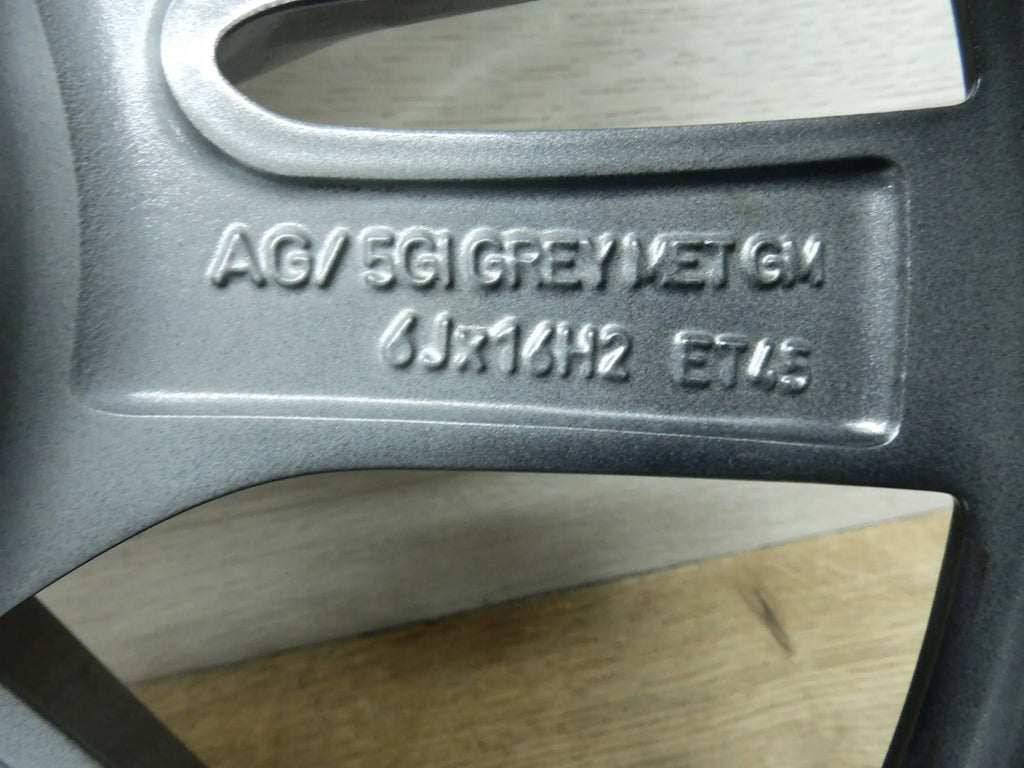 AG/ 5GI GREY MET GM
6Jx16H2 ET45